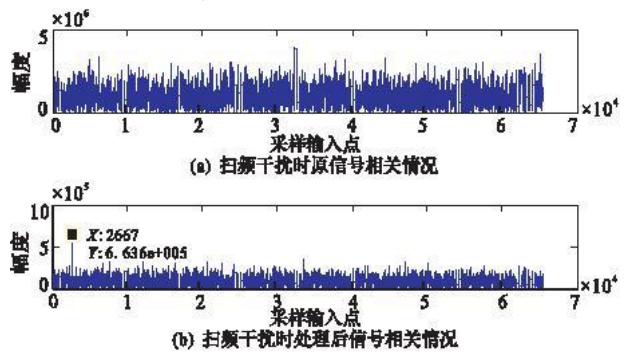 ×10⁶
5
幅度
0
0 1 2 3 4 5 6 7 ×10⁴
采样输入点
(a) 扫频干扰时原信号相关情况
×10⁵
10
X: 2667
Y: 6.636e+005
幅度
5
0
0 1 2 3 4 5 6 7 ×10⁴
采样输入点
(b) 扫频干扰时处理后信号相关情况